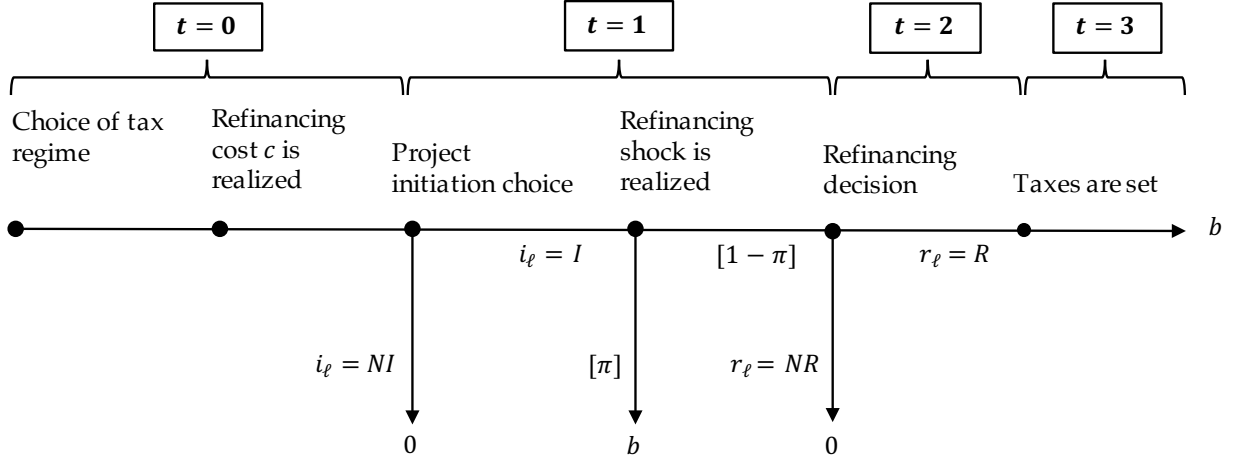 t = 0
t = 1
t = 2
t = 3
Choice of tax
regime
Refinancing
cost c is
realized
Project
initiation choice
Refinancing
shock is
realized
Refinancing
decision
Taxes are set
b
i_ℓ = I
[1 − π]
r_ℓ = R
i_ℓ = NI
[π]
r_ℓ = NR
0
b
0